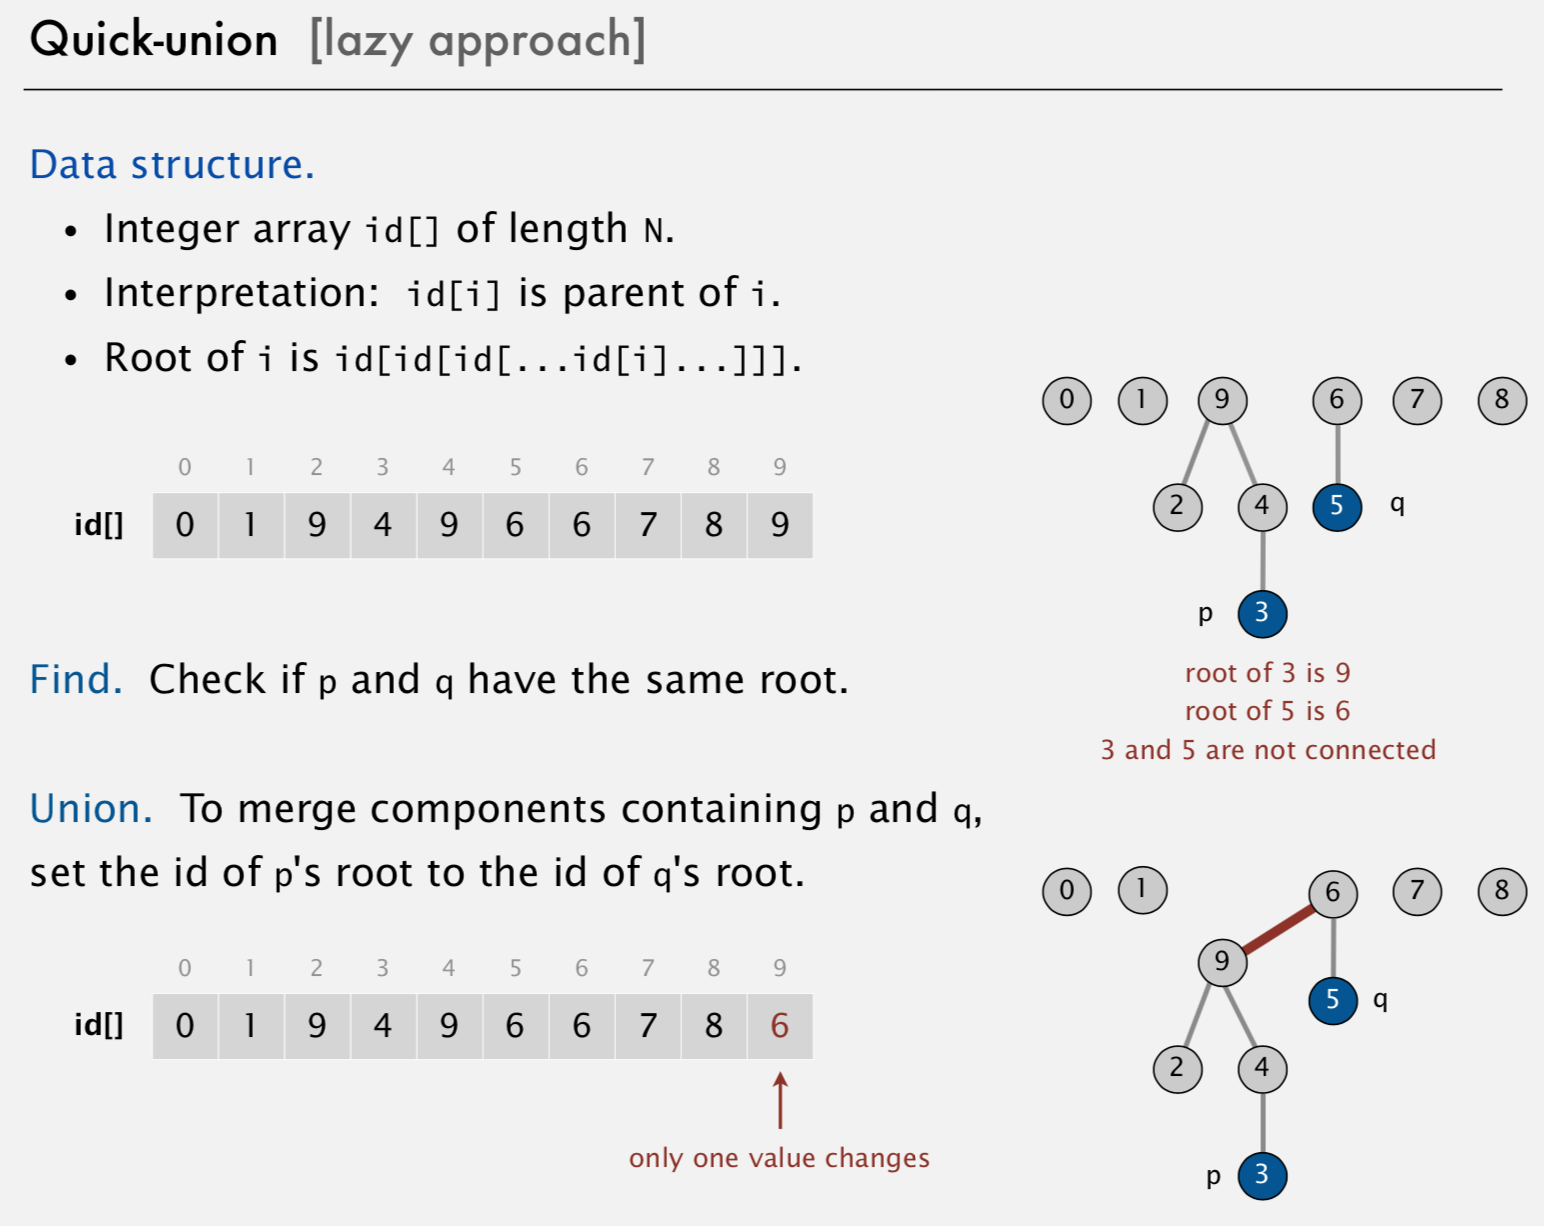 Quick-union [lazy approach]
Data structure.
• Integer array id[] of length N.
• Interpretation: id[i] is parent of i.
• Root of i is id[id[id[...id[i]...]]].
0 1 2 3 4 5 6 7 8 9
id[] 0 1 9 4 9 6 6 7 8 9
0 1 9 6 7 8
2 4 5 q
p 3
Find. Check if p and q have the same root.
root of 3 is 9
root of 5 is 6
3 and 5 are not connected
Union. To merge components containing p and q,
set the id of p's root to the id of q's root.
0 1 2 3 4 5 6 7 8 9
id[] 0 1 9 4 9 6 6 7 8 6
only one value changes
0 1 6 7 8
9
5 q
2 4
p 3